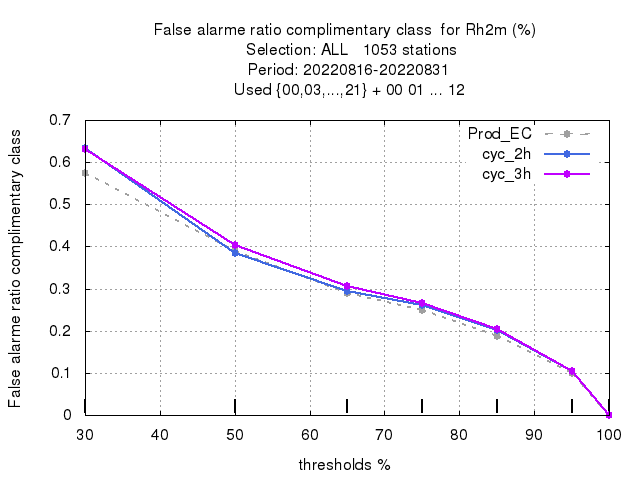 False alarme ratio complimentary class  for Rh2m (%)
Selection: ALL   1053 stations
Period: 20220816-20220831
Used {00,03,...,21} + 00 01 ... 12
False alarme ratio complimentary class
0.7
0.6
0.5
0.4
0.3
0.2
0.1
0
Prod_EC
cyc_2h
cyc_3h
30 40 50 60 70 80 90 100
thresholds %